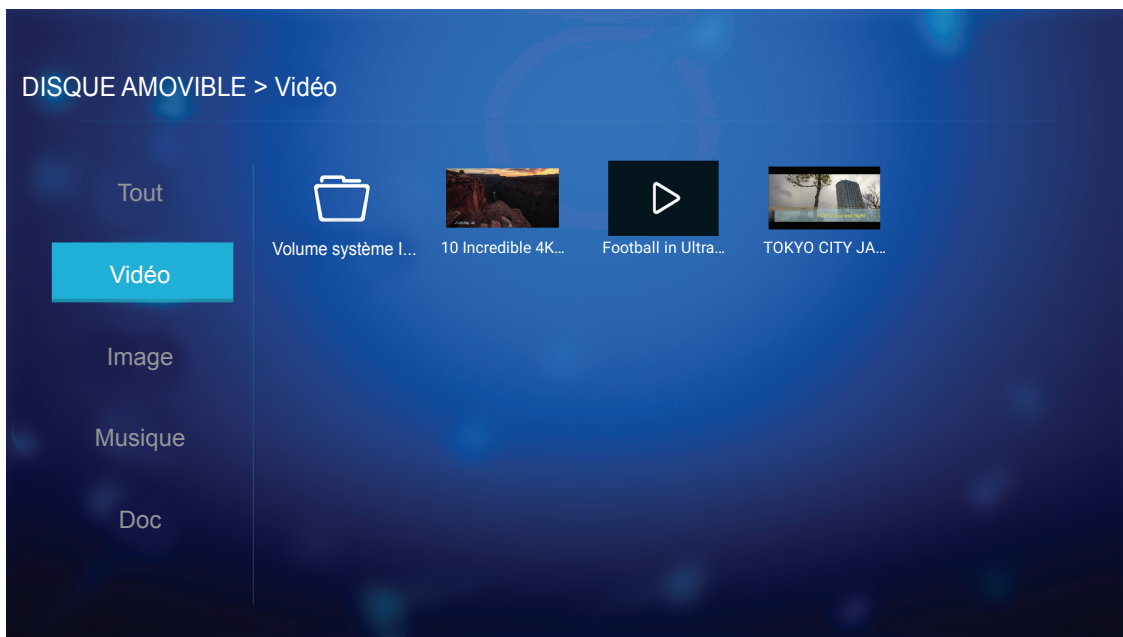 DISQUE AMOVIBLE > Vidéo
Tout
Vidéo
Image
Musique
Doc
Volume système I...
10 Incredible 4K...
Football in Ultra...
TOKYO CITY JA...